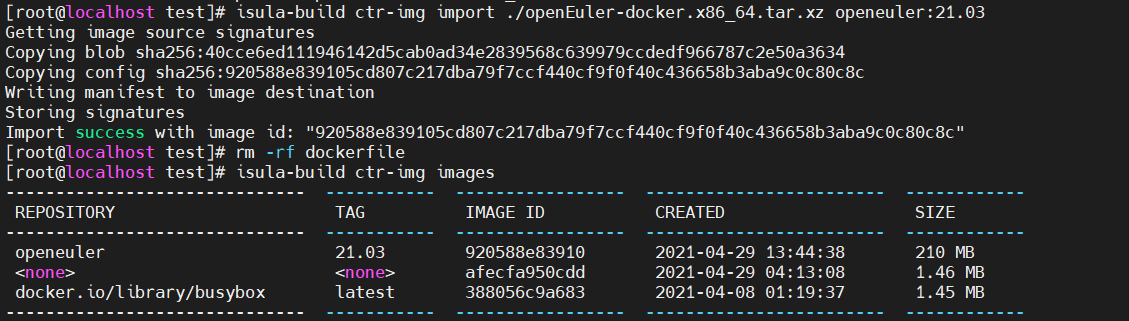 [root@localhost test]# isula-build ctr-img import ./openEuler-docker.x86_64.tar.xz openeuler:21.03
Getting image source signatures
Copying blob sha256:40cce6ed111946142d5cab0ad34e2839568c639979ccdedf966787c2e50a3634
Copying config sha256:920588e839105cd807c217dba79f7ccf440cf9f0f40c436658b3aba9c0c80c8c
Writing manifest to image destination
Storing signatures
Import success with image id: "920588e839105cd807c217dba79f7ccf440cf9f0f40c436658b3aba9c0c80c8c"
[root@localhost test]# rm -rf dockerfile
[root@localhost test]# isula-build ctr-img images
------------------------------  -----------  -----------------  ------------------------  ------------
REPOSITORY TAG IMAGE ID CREATED SIZE
------------------------------  -----------  -----------------  ------------------------  ------------
openeuler 21.03 920588e83910 2021-04-29 13:44:38 210 MB
<none> <none> afecfa950cdd 2021-04-29 04:13:08 1.46 MB
docker.io/library/busybox latest 388056c9a683 2021-04-08 01:19:37 1.45 MB
------------------------------  -----------  -----------------  ------------------------  ------------